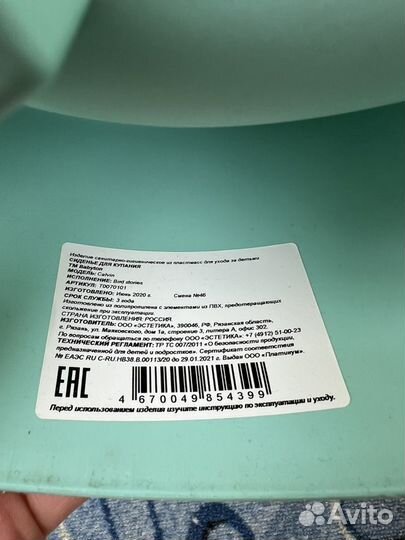 Изделие санитарно-гигиеническое из пластмасс для ухода за детьми
СИДЕНЬЕ ДЛЯ КУПАНИЯ
ТМ Babyton
МОДЕЛЬ: Calvin
ИСПОЛНЕНИЕ: Bird stories
АРТИКУЛ: T0070101
ИЗГОТОВЛЕНО: Июнь 2020 г. Смена №46
СРОК СЛУЖБЫ: 3 года
Изготовлено из полипропилена с элементами из ПВХ, предотвращающих
скольжение при эксплуатации.
СТРАНА ИЗГОТОВЛЕНИЯ: РОССИЯ.
ИЗГОТОВИТЕЛЬ: ООО «ЭСТЕТИКА», 390046, РФ, Рязанская область,
г. Рязань, ул. Маяковского, дом 1а, строение 3, литера А, офис 302,
По вопросам обращаться по телефону ООО «ЭСТЕТИКА»: +7 (4912) 51-00-23
ТЕХНИЧЕСКИЙ РЕГЛАМЕНТ: ТР ТС 007/2011 «О безопасности продукции,
предназначенной для детей и подростков». Сертификат соответствия
№ ЕАЭС RU C-RU.НВ38.В.00113/20 до 29.01.2021 г. Выдан ООО «Платинум».
ЕАС
4 670049 854399
Перед использованием изделия изучите инструкцию по эксплуатации и уходу.
Avito